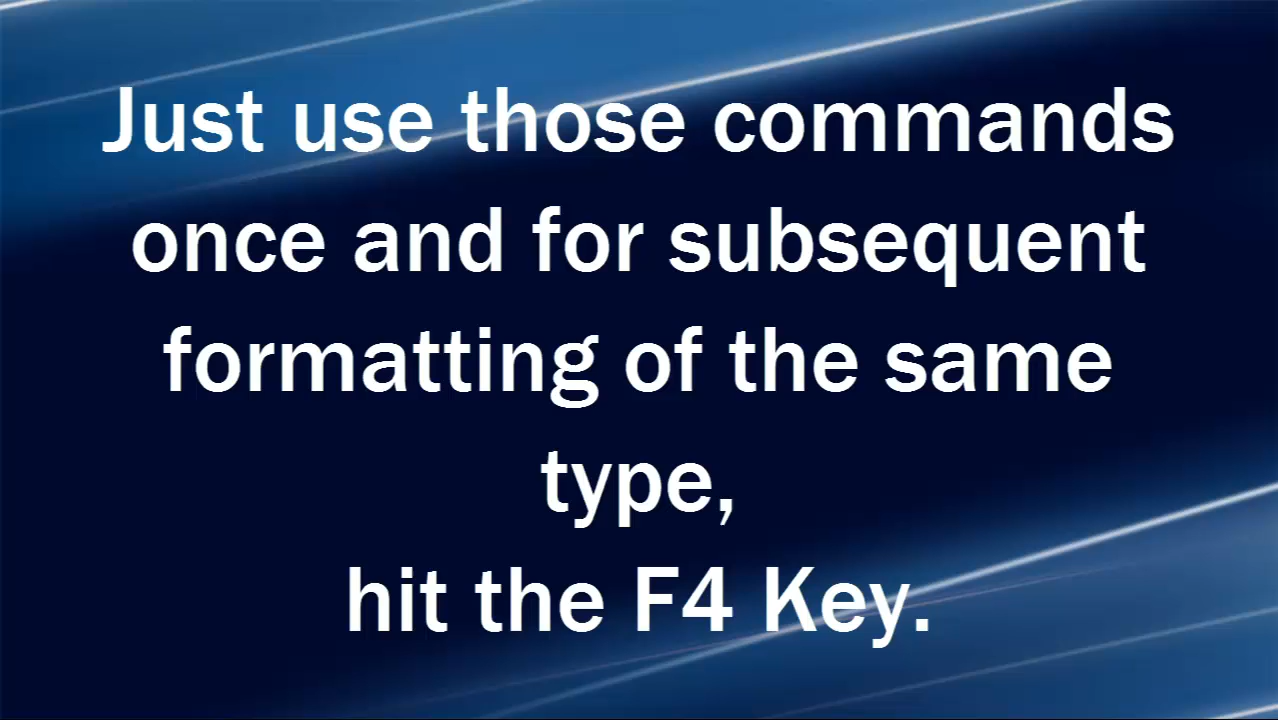 Just use those commands
once and for subsequent
formatting of the same
type,
hit the F4 Key.